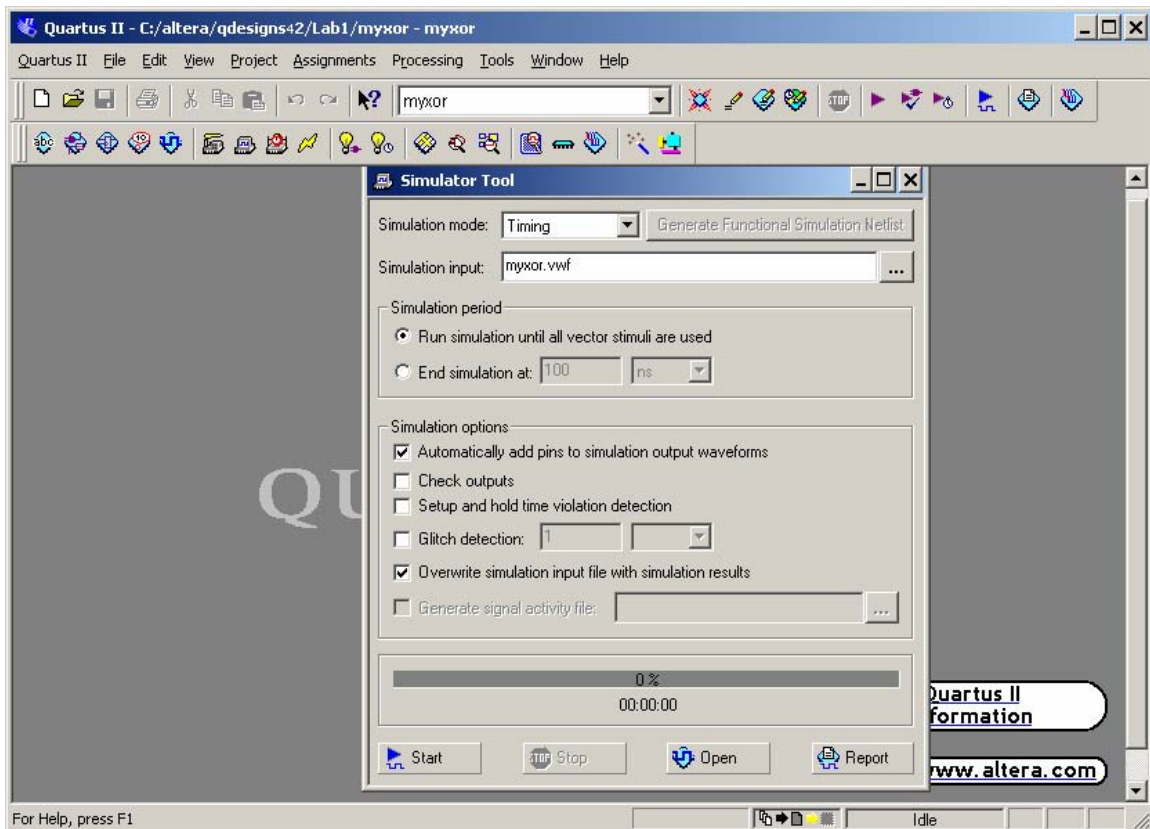 Quartus II - C:/altera/qdesigns42/Lab1/myxor - myxor
Quartus II File Edit View Project Assignments Processing Tools Window Help
myxor
Simulator Tool
Simulation mode: Timing Generate Functional Simulation Netlist
Simulation input: myxor.vwf ...
Simulation period
Run simulation until all vector stimuli are used
End simulation at: 100 ns
Simulation options
Automatically add pins to simulation output waveforms
Check outputs
Setup and hold time violation detection
Glitch detection: 1
Overwrite simulation input file with simulation results
Generate signal activity file: ...
0 %
00:00:00
Start STOP Stop Open Report
QU
Quartus II
formation
www.altera.com
For Help, press F1 Idle